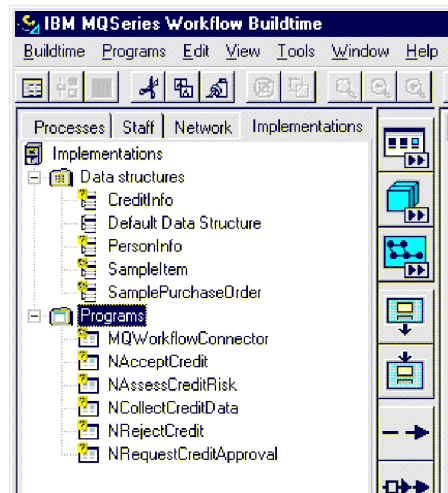 IBM MQSeries Workflow Buildtime
Buildtime Programs Edit View Tools Window Help
Processes Staff Network Implementations
Implementations
Data structures
CreditInfo
Default Data Structure
PersonInfo
SampleItem
SamplePurchaseOrder
Programs
MQWorkflowConnector
NAcceptCredit
NAssessCreditRisk
NCollectCreditData
NRejectCredit
NRequestCreditApproval